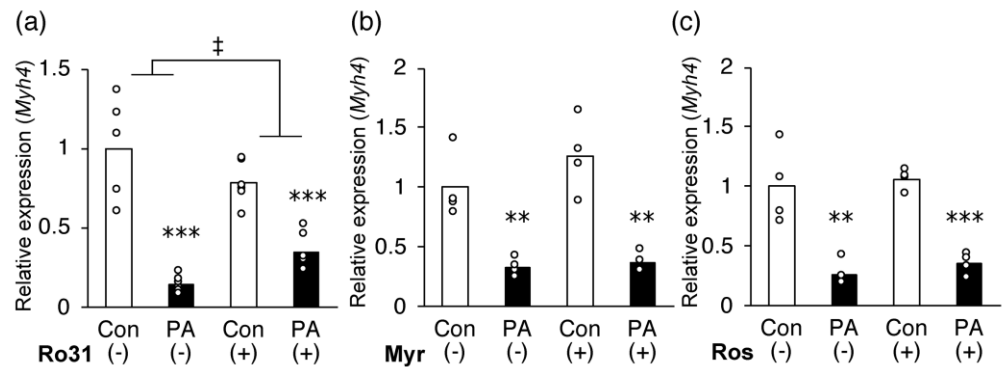 (a)
‡
Relative expression (Myh4)
1.5
1
0.5
0
***
***
Con PA Con PA
Ro31 (-) (-) (+) (+)
(b)
Relative expression (Myh4)
2
1.5
1
0.5
0
**
**
Con PA Con PA
Myr (-) (-) (+) (+)
(c)
Relative expression (Myh4)
2
1.5
1
0.5
0
**
***
Con PA Con PA
Ros (-) (-) (+) (+)